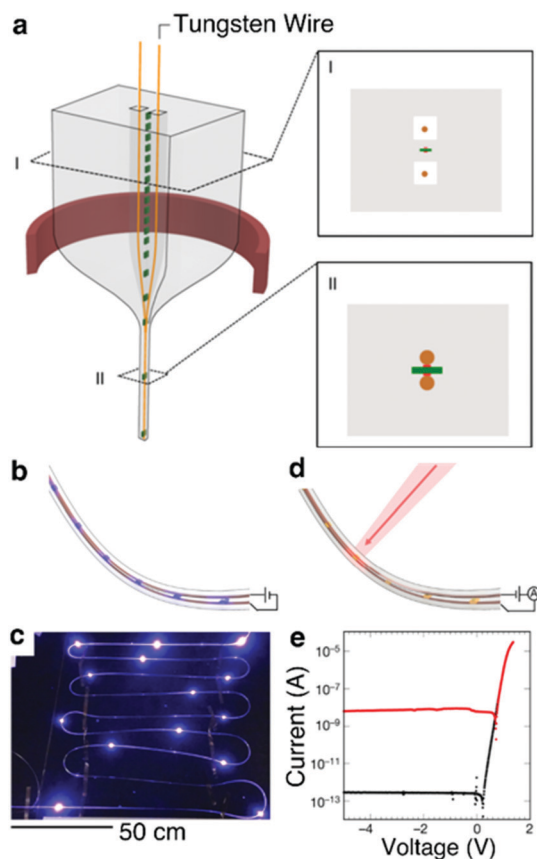 a
Tungsten Wire
I
I
II
II
b
d
A
c
50 cm
e
Current (A)
10⁻⁵
10⁻⁷
10⁻⁹
10⁻¹¹
10⁻¹³
-4 -2 0 2
Voltage (V)